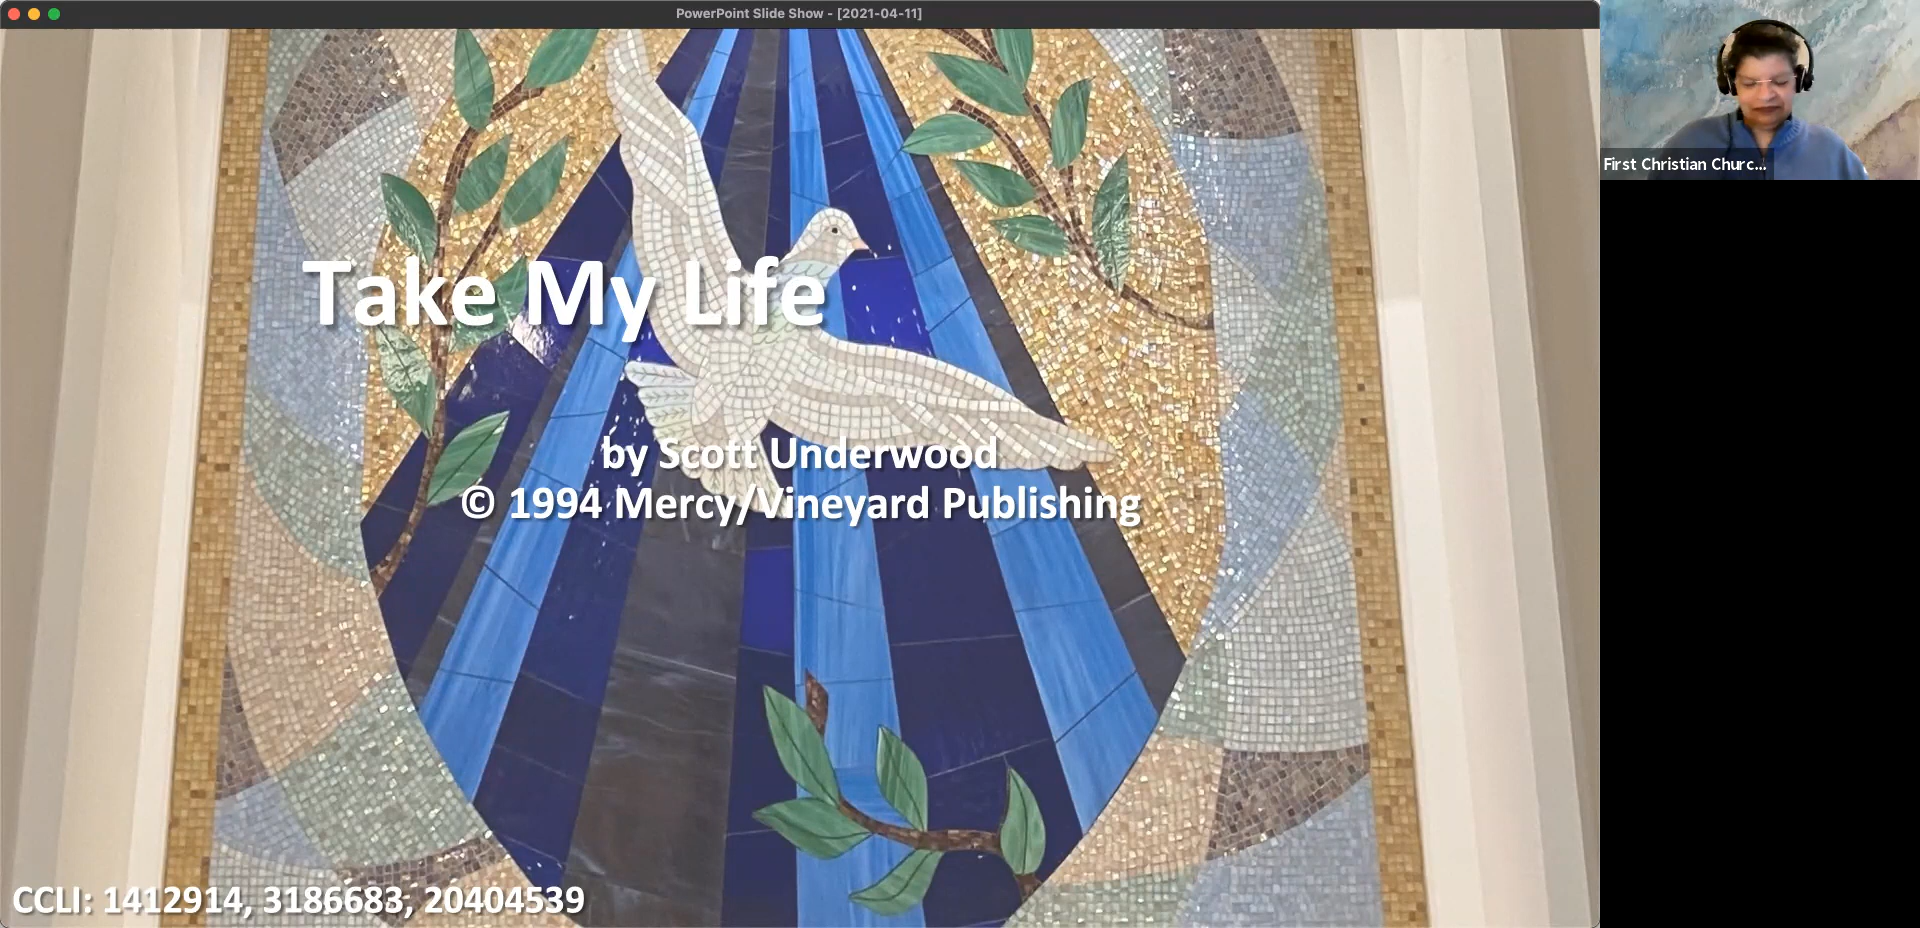 PowerPoint Slide Show - [2021-04-11]
First Christian Churc...
Take My Life
by Scott Underwood
© 1994 Mercy/Vineyard Publishing
CCLI: 1412914, 3186683, 20404539